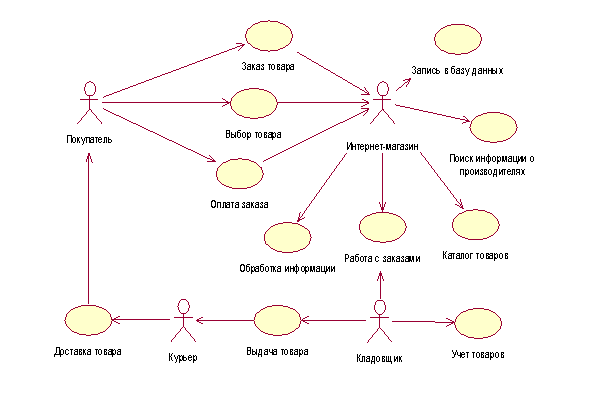 Заказ товара
Запись в базу данных
Покупатель
Выбор товара
Интернет-магазин
Поиск информации о
производителях
Оплата заказа
Обработка информации
Работа с заказами
Каталог товаров
Доставка товара
Курьер
Выдача товара
Кладовщик
Учет товаров